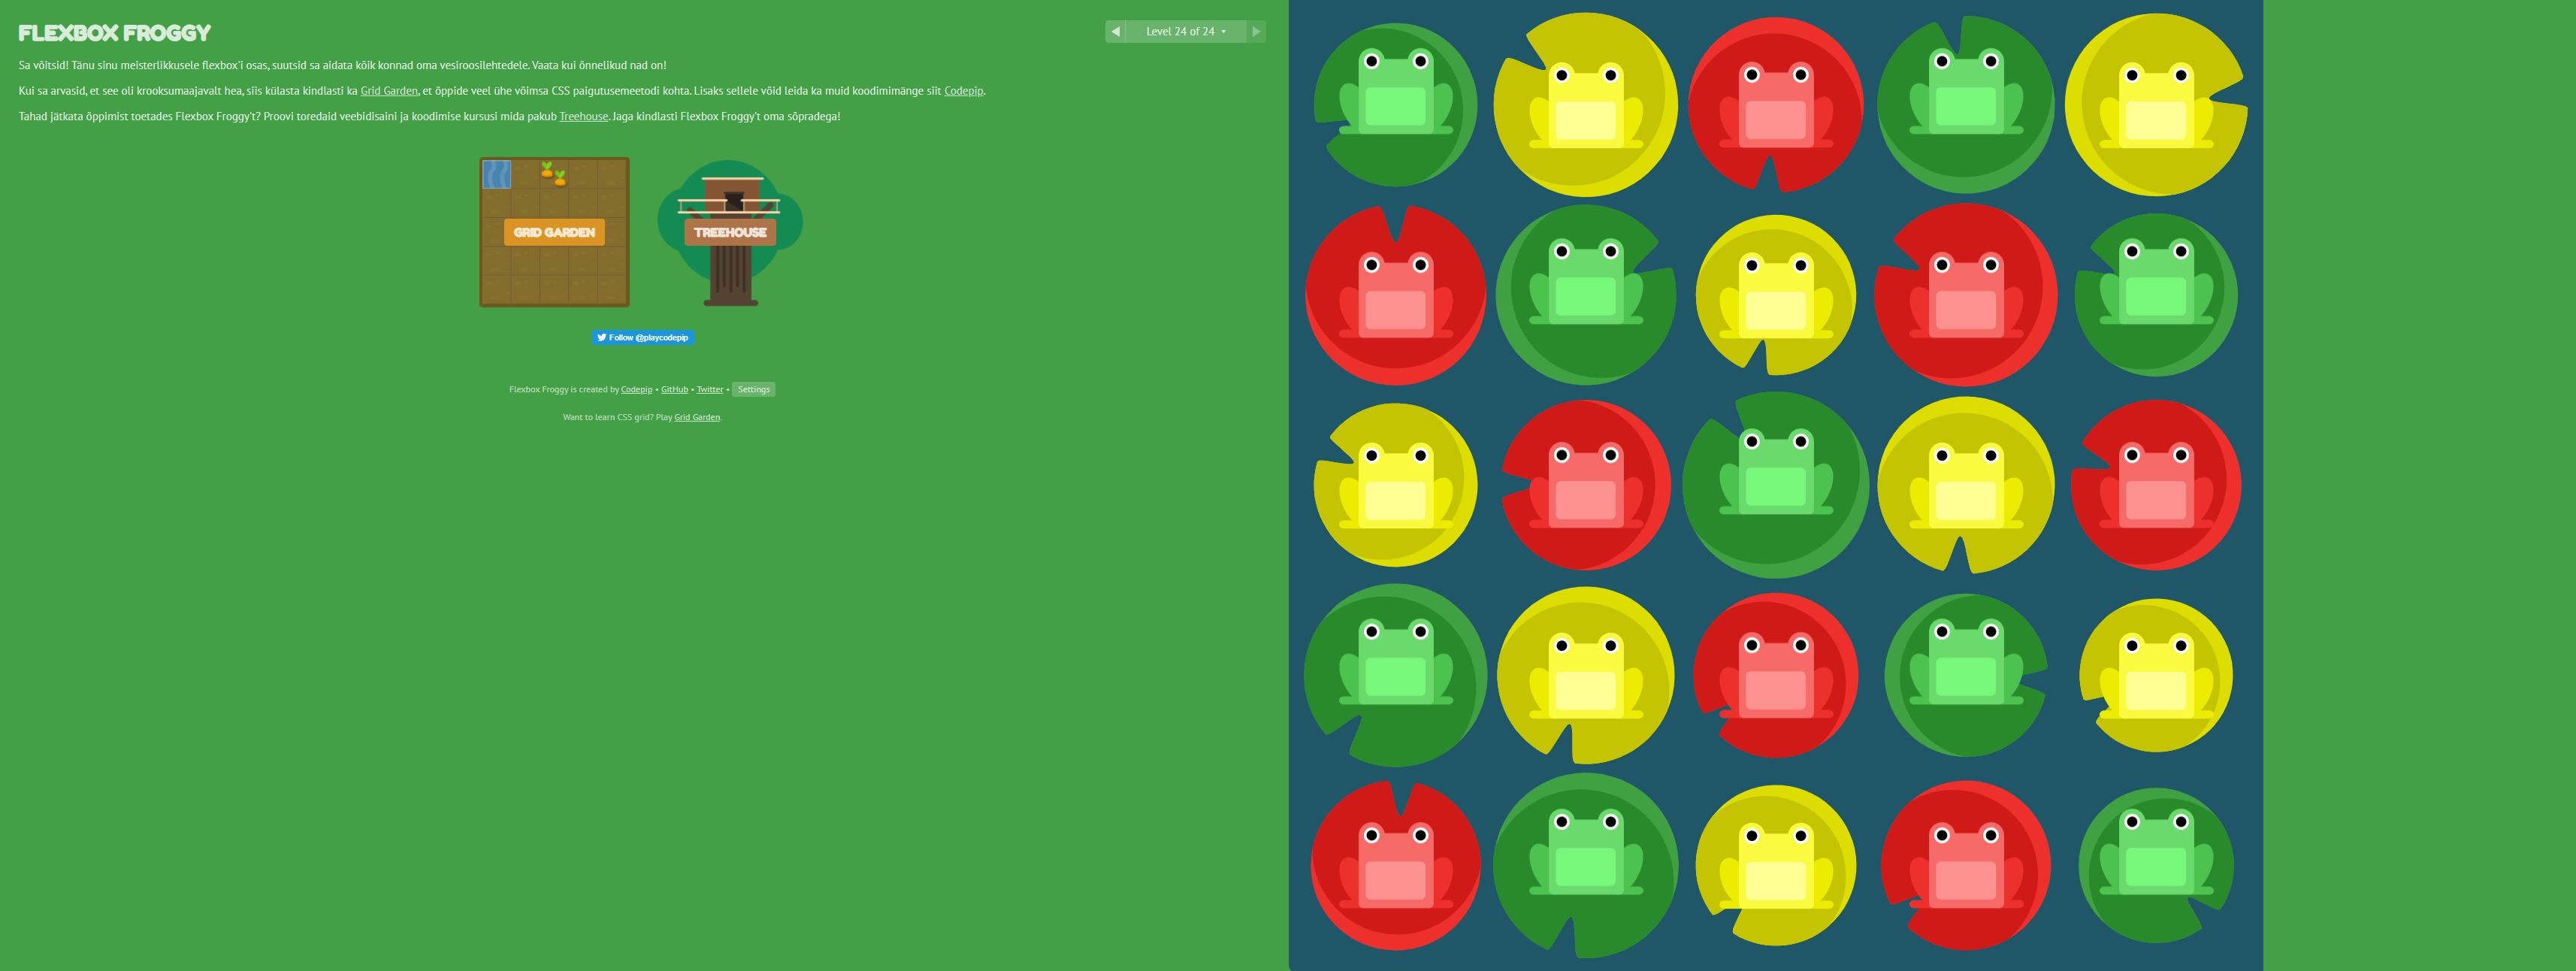 FLEXBOX FROGGY
Level 24 of 24
Sa võitsid! Tänu sinu meisterlikkusele flexbox'i osas, suutsid sa aidata kõik konnad oma vesiroosilehtedele. Vaata kui õnnelikud nad on!
Kui sa arvasid, et see oli krooksumaajavalt hea, siis külasta kindlasti ka Grid Garden, et õppide veel ühe võimsa CSS paigutusemeetodi kohta. Lisaks sellele võid leida ka muid koodimimänge siit Codepip.
Tahad jätkata õppimist toetades Flexbox Froggy't? Proovi toredaid veebidisaini ja koodimise kursusi mida pakub Treehouse. Jaga kindlasti Flexbox Froggy't oma sõpradega!
GRID GARDEN
TREEHOUSE
Follow @playcodepip
Flexbox Froggy is created by Codepip • GitHub • Twitter • Settings
Want to learn CSS grid? Play Grid Garden.